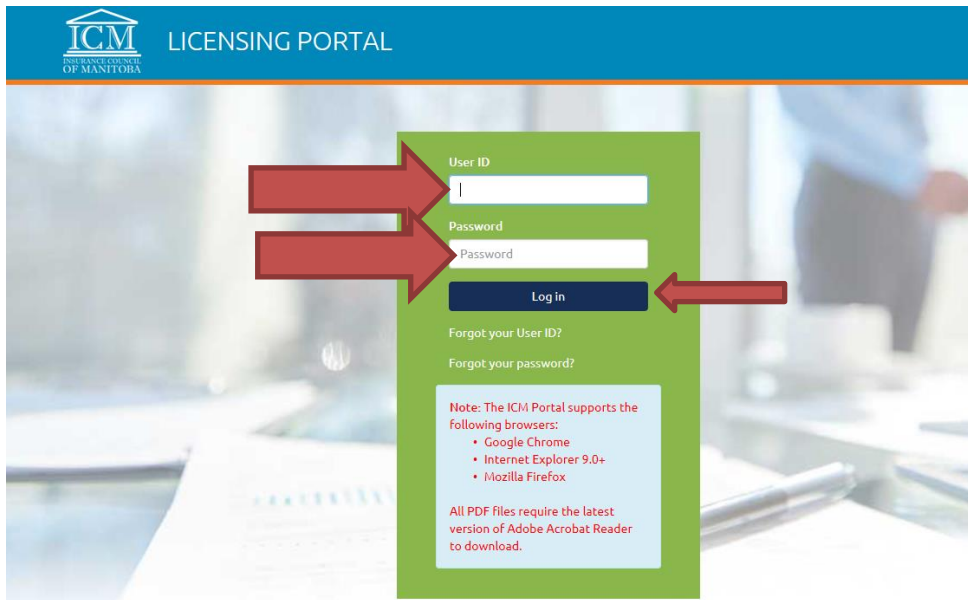 ICM
INSURANCE COUNCIL
OF MANITOBA
LICENSING PORTAL
User ID
Password
Password
Log in
Forgot your User ID?
Forgot your password?
Note: The ICM Portal supports the
following browsers:
• Google Chrome
• Internet Explorer 9.0+
• Mozilla Firefox
All PDF files require the latest
version of Adobe Acrobat Reader
to download.